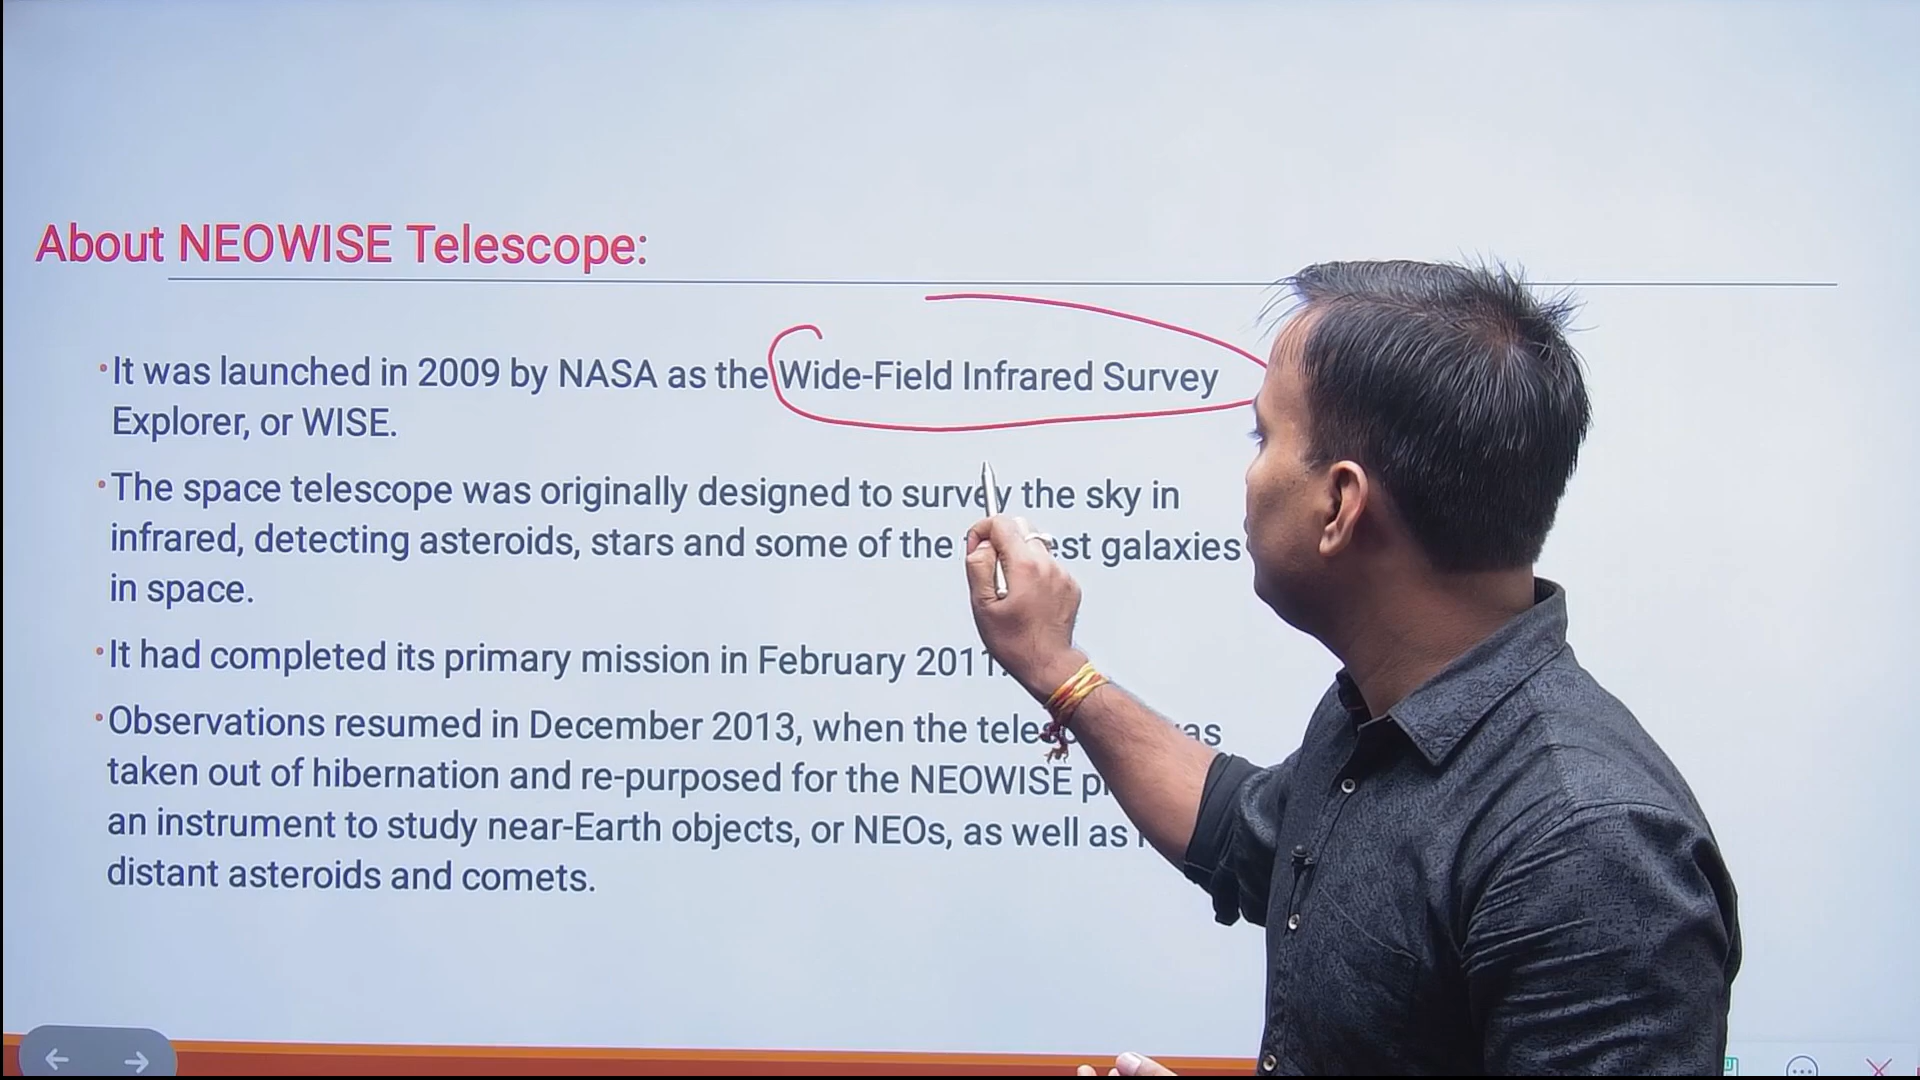 About NEOWISE Telescope:
It was launched in 2009 by NASA as the Wide-Field Infrared Survey
Explorer, or WISE.
The space telescope was originally designed to survey the sky in
infrared, detecting asteroids, stars and some of the galaxies
in space.
It had completed its primary mission in February 2011.
Observations resumed in December 2013, when the
taken out of hibernation and re-purposed for the NEOWISE
an instrument to study near-Earth objects, or NEOs, as well as
distant asteroids and comets.